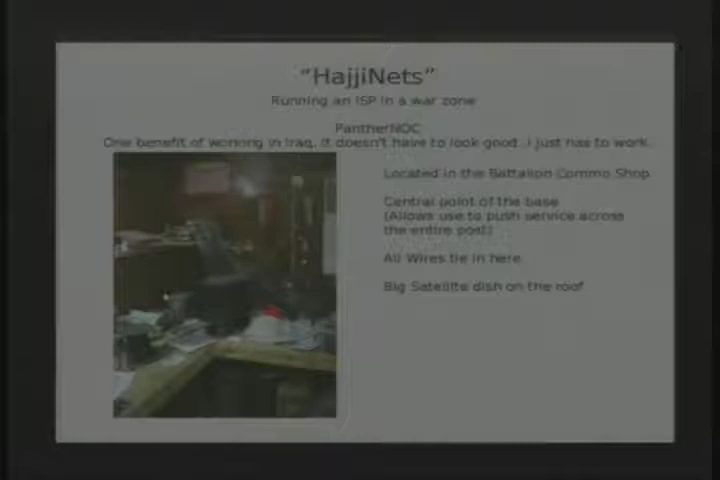 “HajjiNets”
Running an ISP in a war zone
PantherNOC
One benefit of working in Iraq, it doesn't have to look good. I just has to work.
Located in the Battalion Commo Shop
Central point of the base
(Allows use to push service across
the entire post)
All Wires tie in here
Big Satellite dish on the roof